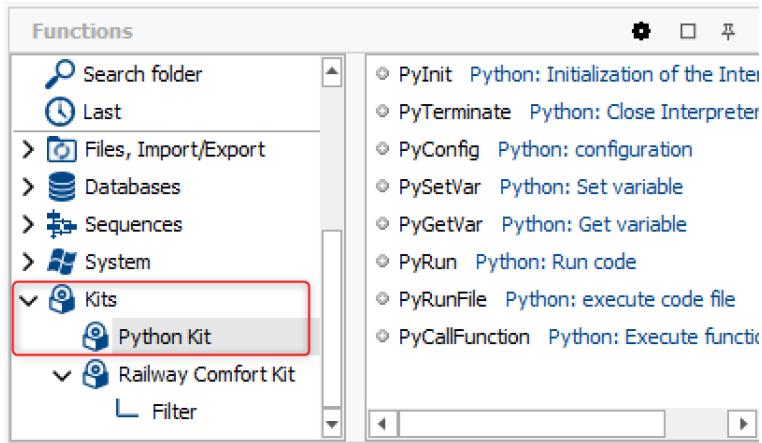 Functions
Search folder
Last
Files, Import/Export
Databases
Sequences
System
Kits
Python Kit
Railway Comfort Kit
Filter
PyInit Python: Initialization of the
PyTerminate Python: Close Interpreter
PyConfig Python: configuration
PySetVar Python: Set variable
PyGetVar Python: Get variable
PyRun Python: Run code
PyRunFile Python: execute code file
PyCallFunction Python: Execute